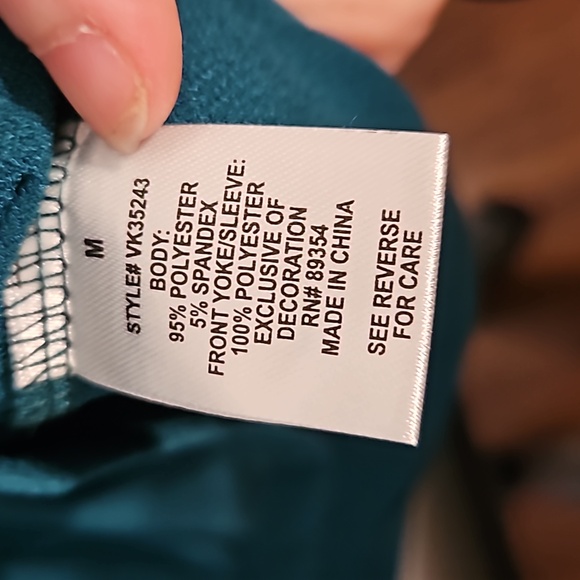 M
STYLE# VK35243
BODY:
95% POLYESTER
5% SPANDEX
FRONT YOKE/SLEEVE:
100% POLYESTER
EXCLUSIVE OF
DECORATION
RN# 89354
MADE IN CHINA
SEE REVERSE
FOR CARE